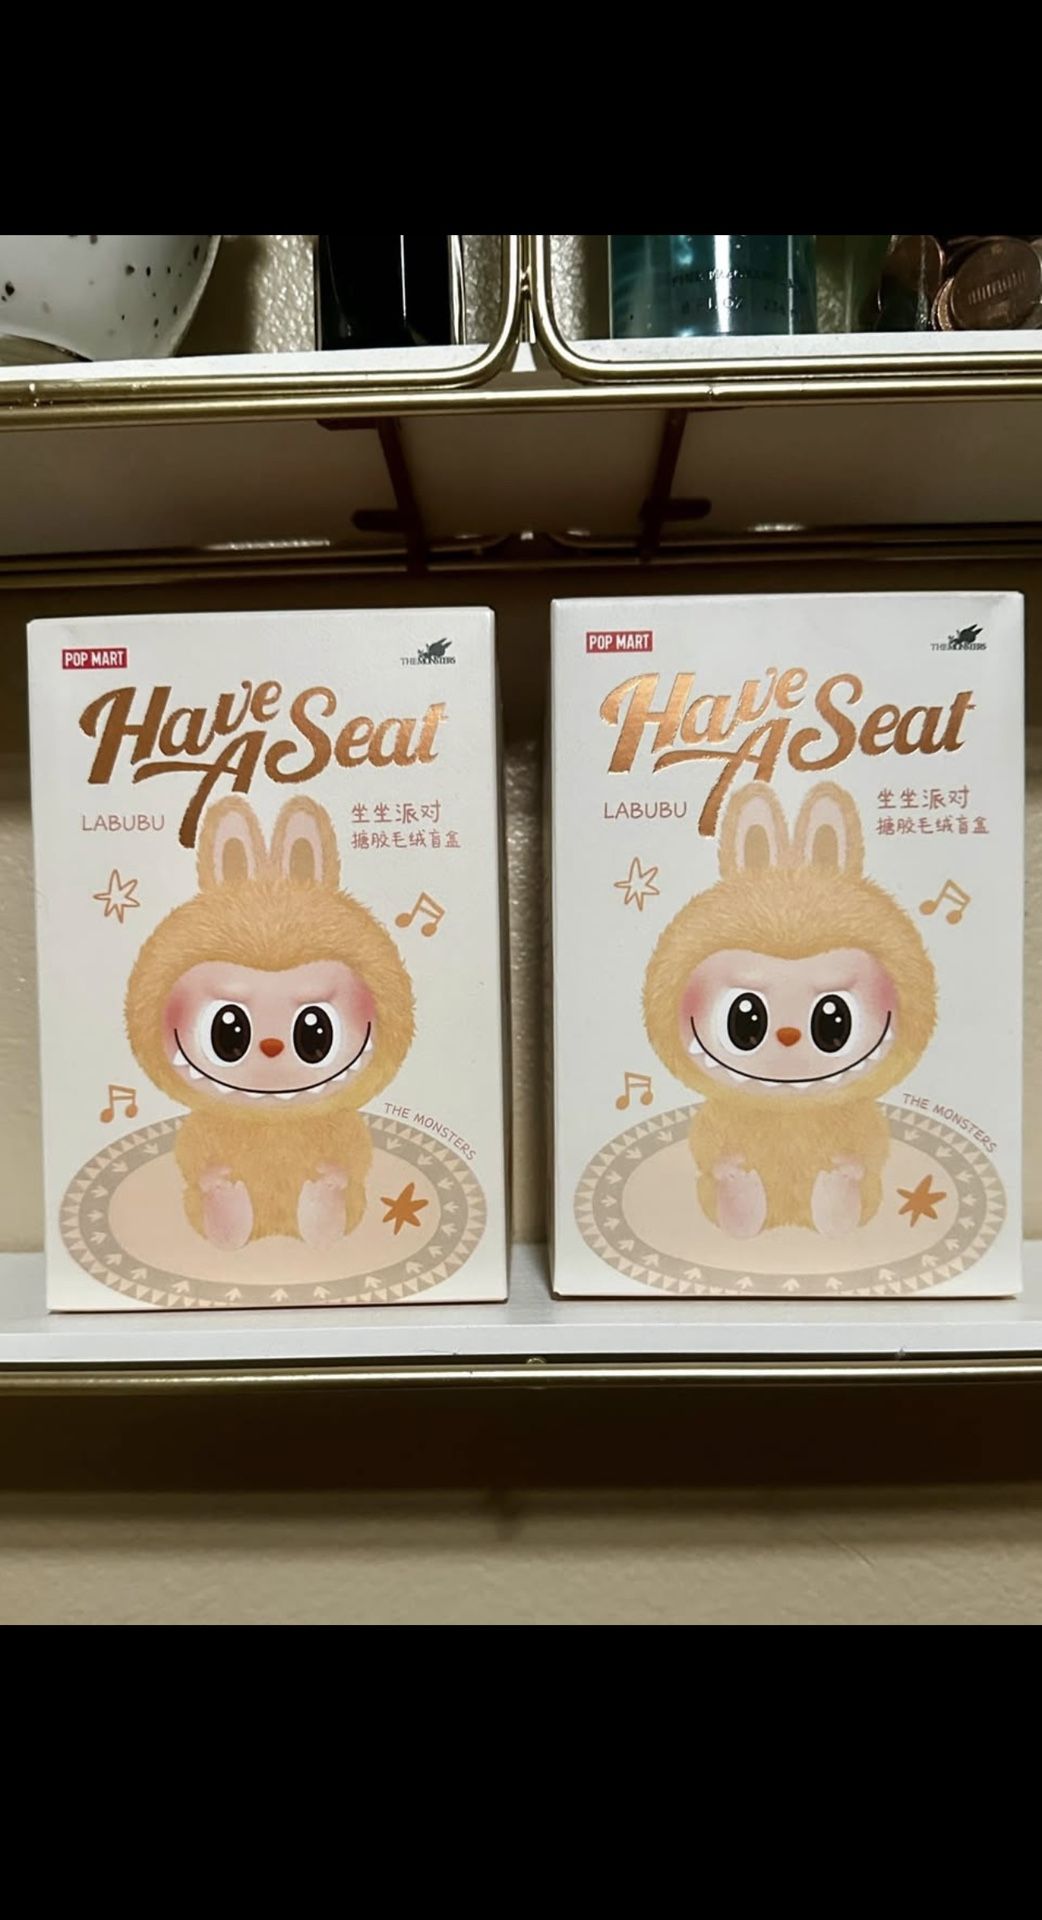 POP MART
THE MONSTERS
Have
A Seat
LABUBU
坐坐派对
搪胶毛绒盲盒
THE MONSTERS
POP MART
THE MONSTERS
Have
A Seat
LABUBU
坐坐派对
搪胶毛绒盲盒
THE MONSTERS